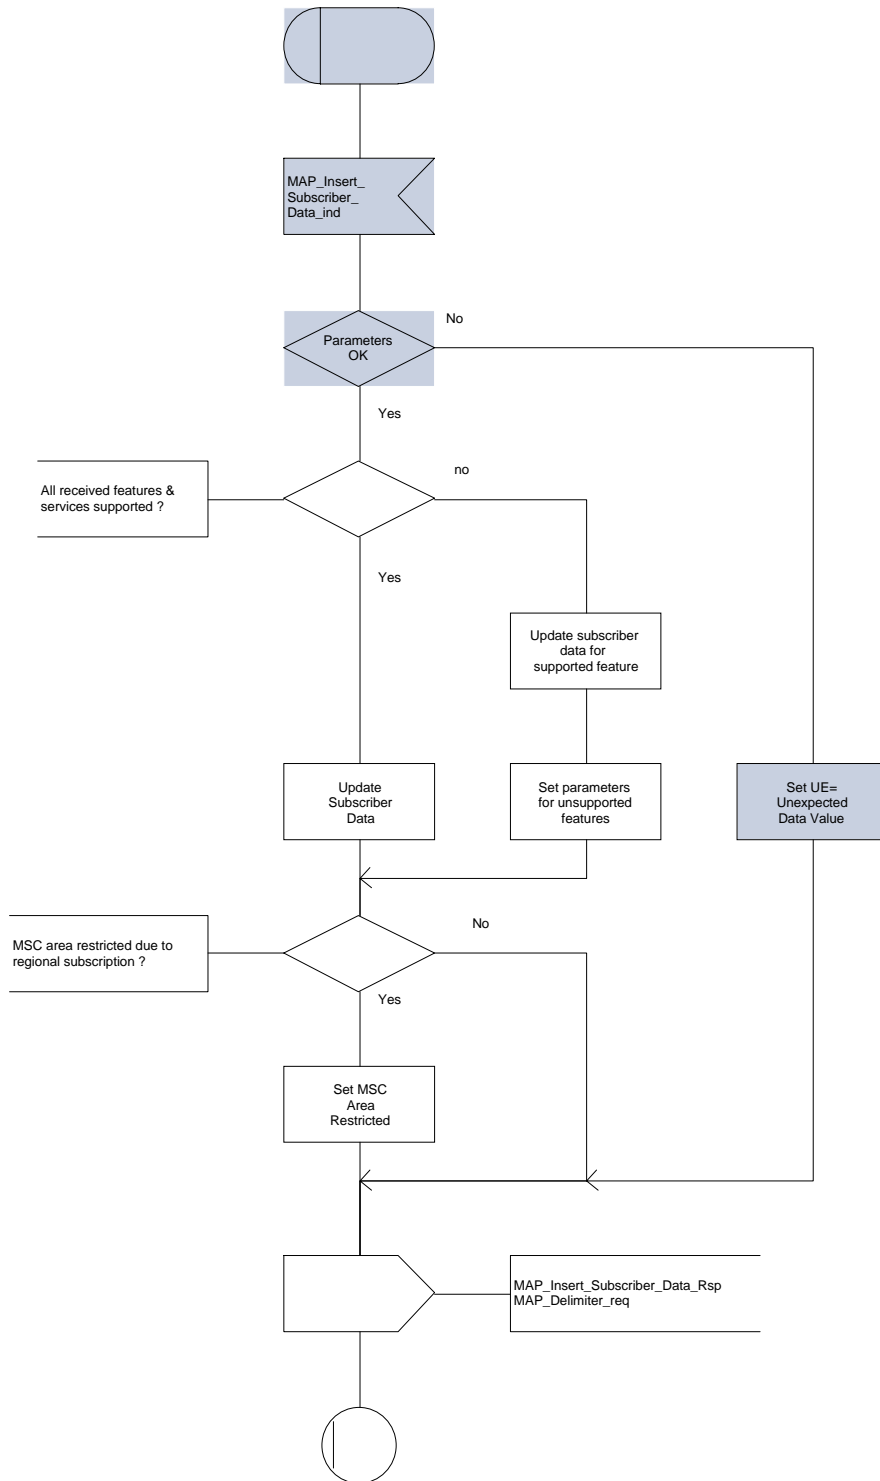 MAP_Insert_
Subscriber_
Data_ind
No
Parameters
OK
Yes
All received features &
services supported ?
no
Yes
Update subscriber
data for
supported feature
Update
Subscriber
Data
Set parameters
for unsupported
features
Set UE=
Unexpected
Data Value
MSC area restricted due to
regional subscription ?
No
Yes
Set MSC
Area
Restricted
MAP_Insert_Subscriber_Data_Rsp
MAP_Delimiter_req